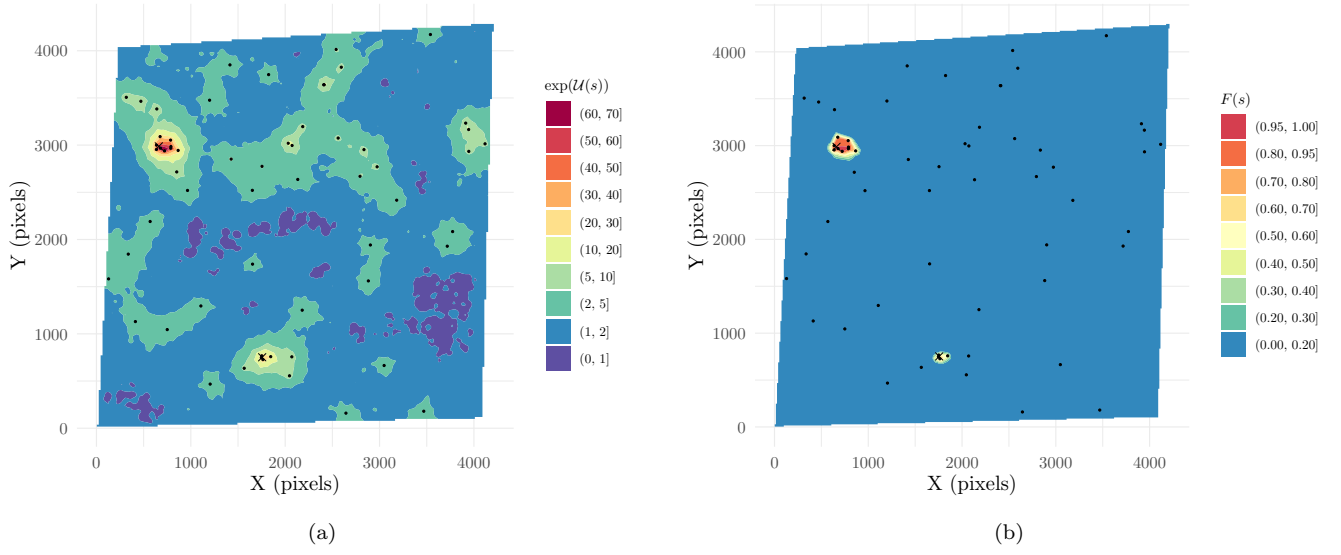 4000
3000
2000
1000
0
Y (pixels)
0 1000 2000 3000 4000
X (pixels)
exp(𝒰(s))
(60, 70]
(50, 60]
(40, 50]
(30, 40]
(20, 30]
(10, 20]
(5, 10]
(2, 5]
(1, 2]
(0, 1]
(a)
4000
3000
2000
1000
0
Y (pixels)
0 1000 2000 3000 4000
X (pixels)
F(s)
(0.95, 1.00]
(0.80, 0.95]
(0.70, 0.80]
(0.60, 0.70]
(0.50, 0.60]
(0.40, 0.50]
(0.30, 0.40]
(0.20, 0.30]
(0.00, 0.20]
(b)